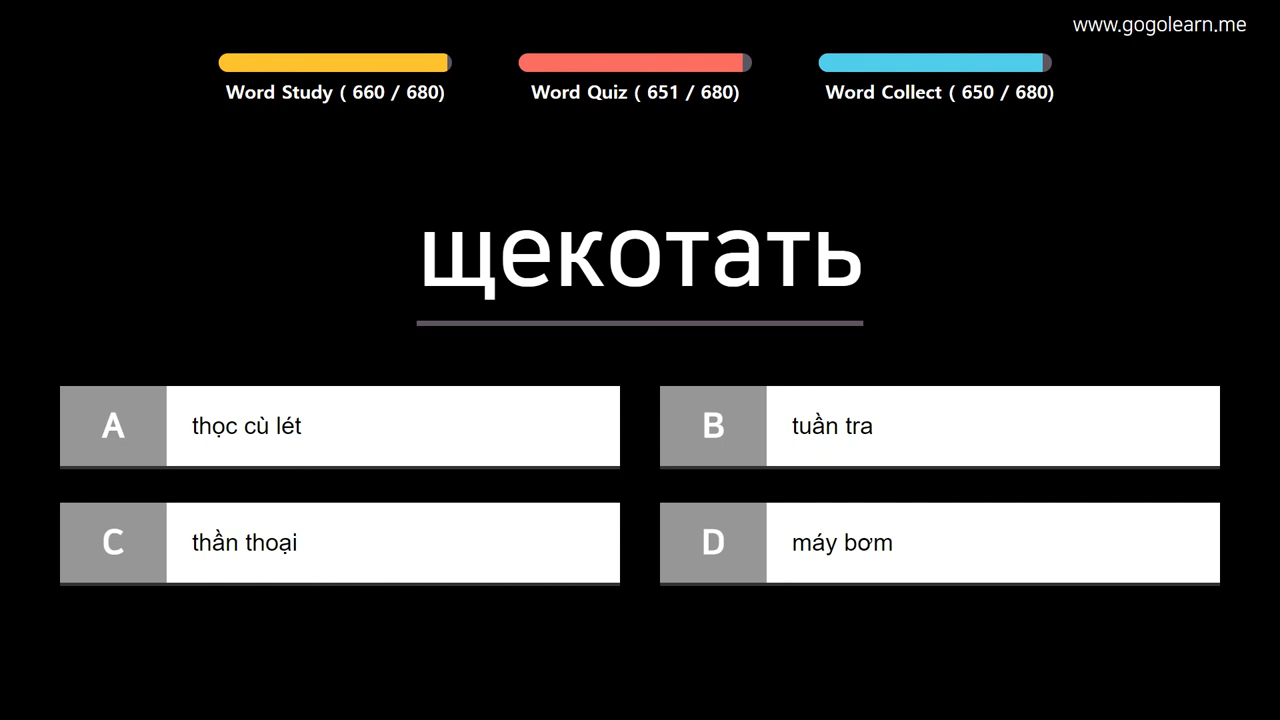 www.gogolearn.me
Word Study ( 660 / 680)
Word Quiz ( 651 / 680)
Word Collect ( 650 / 680)
щекотать
A thọc cù lét
B tuần tra
C thần thoại
D máy bơm